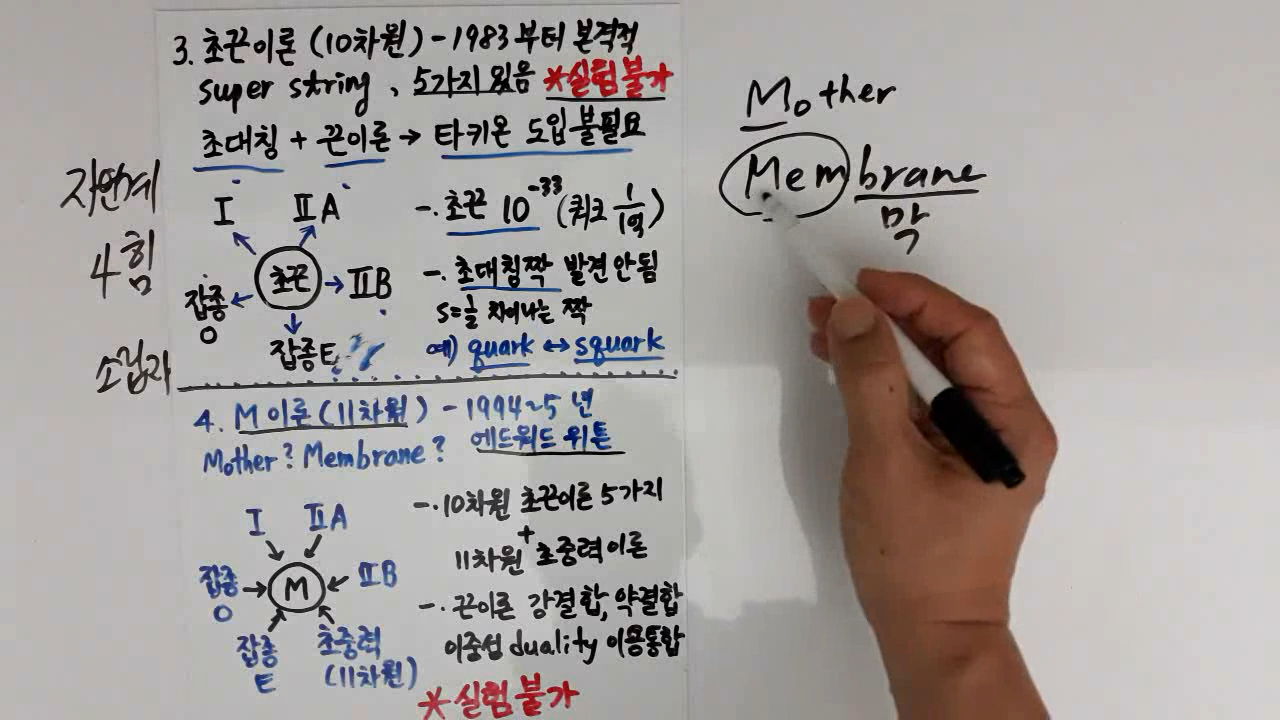 3. 초끈이론 (10차원) - 1983부터 본격적
super string, 5가지 있음 *실험불가
초대칭 + 끈이론 → 타키온 도입 불필요
I
IIA
초끈
IIB
잡종
O
잡종E
-. 초끈 10^-33 (쿼크 1/19)
-. 초대칭짝 발견 안됨
S=1/2 차이나는 짝
예) quark ↔ squark
자연계
4힘
소립자
4. M이론 (11차원) - 1994~5년
Mother? Membrane? 에드워드 위튼
I
IIA
잡종
O
M
IIB
잡종
E
초중력
(11차원)
-. 10차원 초끈이론 5가지
+
11차원 초중력이론
-. 끈이론 강결합, 약결합
이중성 duality 이용통합
*실험불가
Mother
Membrane
막